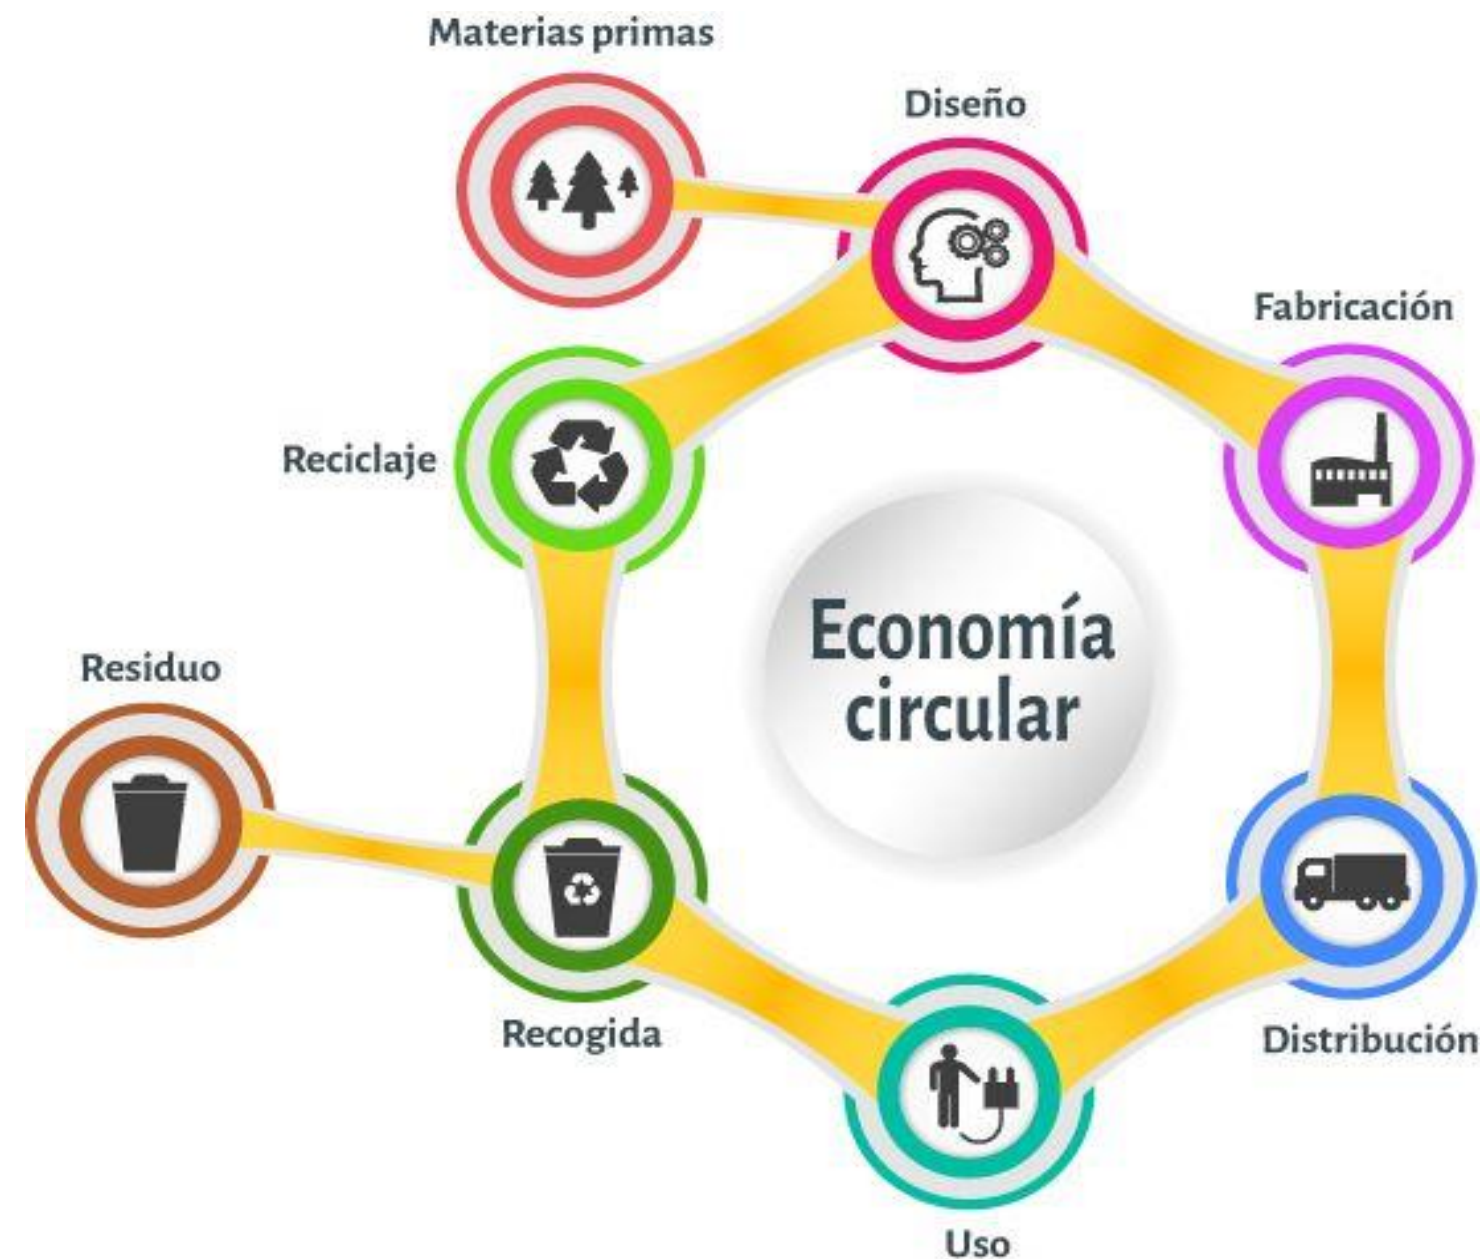 Materias primas
Diseño
Fabricación
Reciclaje
Economía
circular
Residuo
Recogida
Distribución
Uso